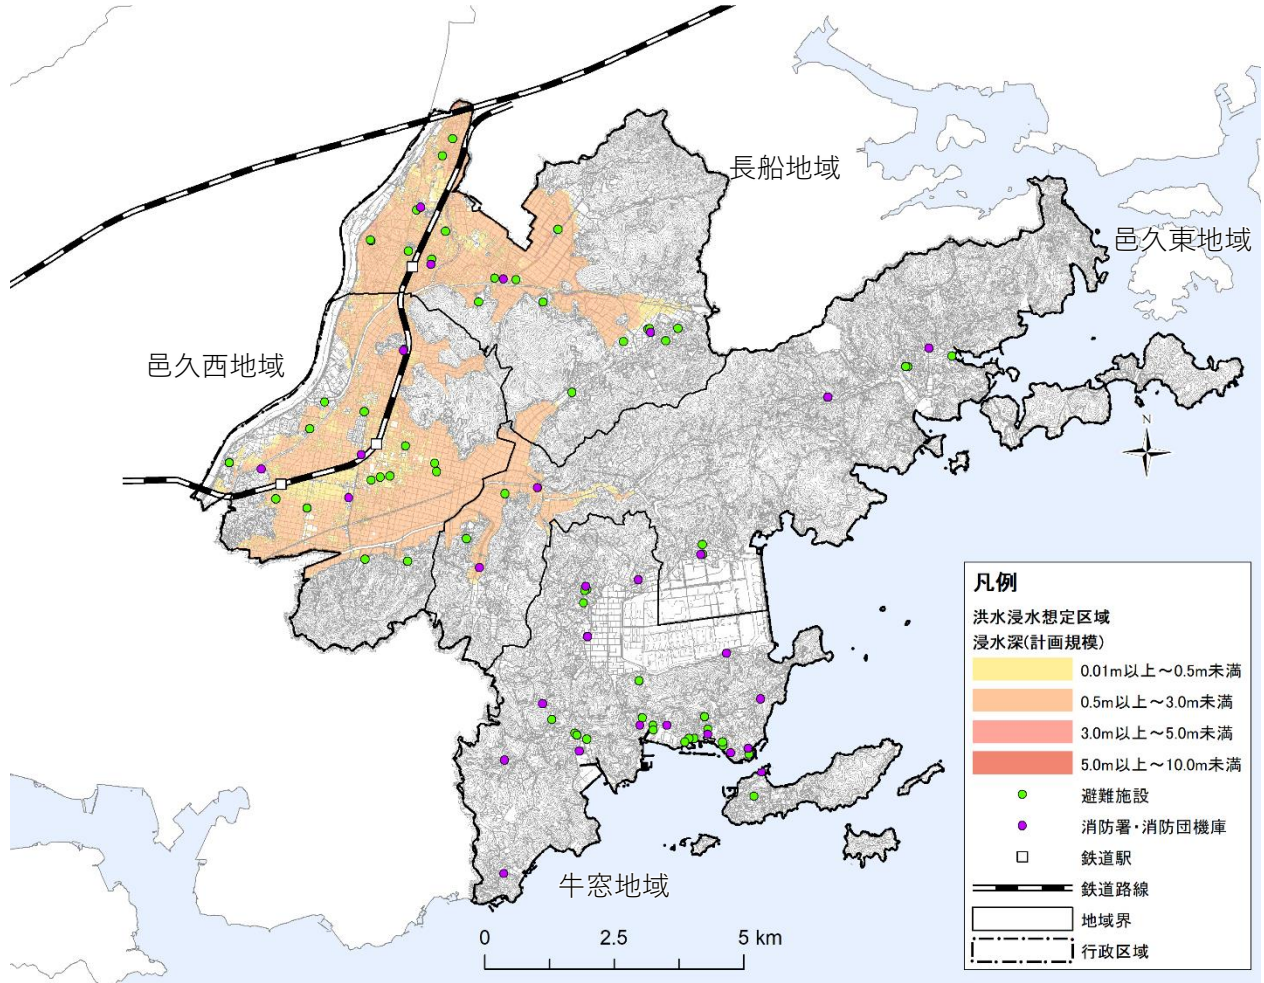 長船地域
邑久東地域
邑久西地域
牛窓地域
N
凡例
洪水浸水想定区域
浸水深(計画規模)
0.01m以上～0.5m未満
0.5m以上～3.0m未満
3.0m以上～5.0m未満
5.0m以上～10.0m未満
避難施設
消防署・消防団機庫
鉄道駅
鉄道路線
地域界
行政区域
0 2.5 5 km